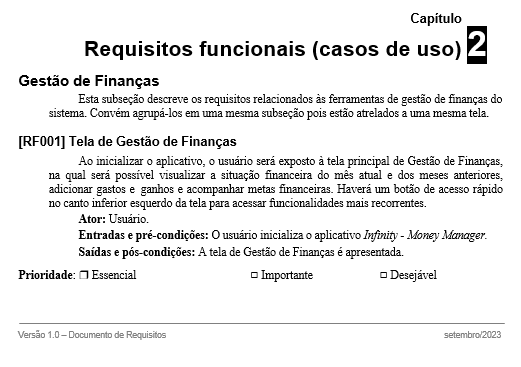 Capítulo
Requisitos funcionais (casos de uso) 2
Gestão de Finanças
Esta subseção descreve os requisitos relacionados às ferramentas de gestão de finanças do
sistema. Convém agrupá-los em uma mesma subseção pois estão atrelados a uma mesma tela.
[RF001] Tela de Gestão de Finanças
Ao inicializar o aplicativo, o usuário será exposto à tela principal de Gestão de Finanças,
na qual será possível visualizar a situação financeira do mês atual e dos meses anteriores,
adicionar gastos e ganhos e acompanhar metas financeiras. Haverá um botão de acesso rápido
no canto inferior esquerdo da tela para acessar funcionalidades mais recorrentes.
Ator: Usuário.
Entradas e pré-condições: O usuário inicializa o aplicativo Infinity - Money Manager.
Saídas e pós-condições: A tela de Gestão de Finanças é apresentada.
Prioridade: ❐ Essencial □ Importante □ Desejável
Versão 1.0 – Documento de Requisitos setembro/2023